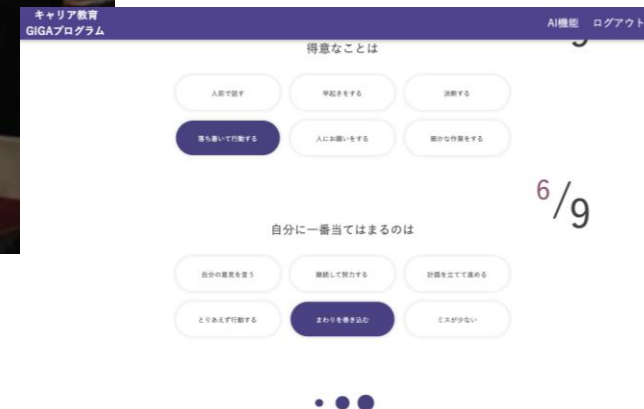 キャリア教育
GIGAプログラム
AI機能 ログアウト
得意なことは
人前で話す 早起きをする 決断する
落ち着いて行動する 人にお願いをする 細かな作業をする
6/9
自分に一番当てはまるのは
自分の意見を言う 継続して努力する 計画を立てて進める
とりあえず行動する まわりを巻き込む ミスが少ない